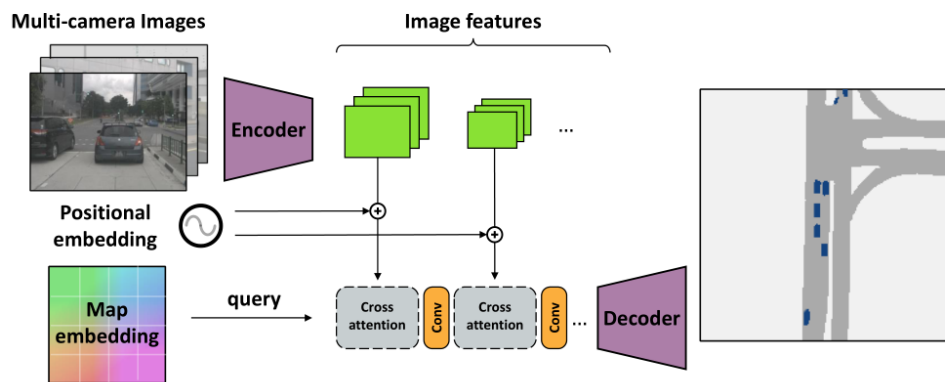 Multi-camera Images
Image features
Encoder
...
Positional
embedding
Map
embedding
query
Cross
attention
Conv
Cross
attention
Conv
...
Decoder